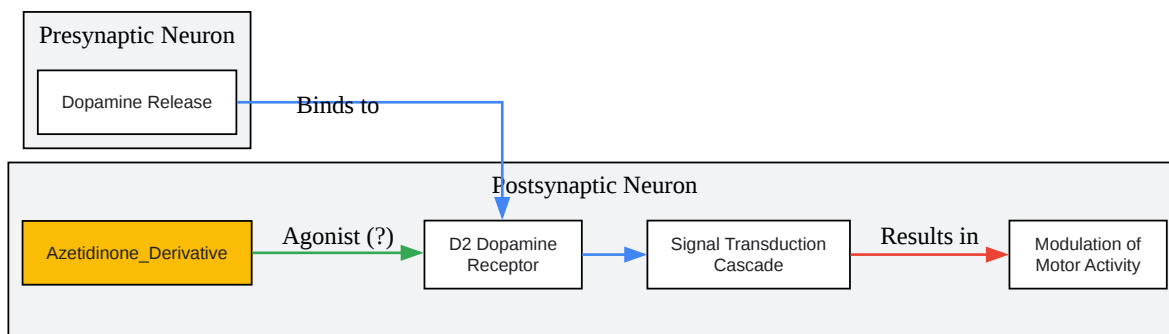 Presynaptic Neuron
Dopamine Release
Binds to
Postsynaptic Neuron
Azetidinone_Derivative
Agonist (?)
D2 Dopamine
Receptor
Signal Transduction
Cascade
Results in
Modulation of
Motor Activity